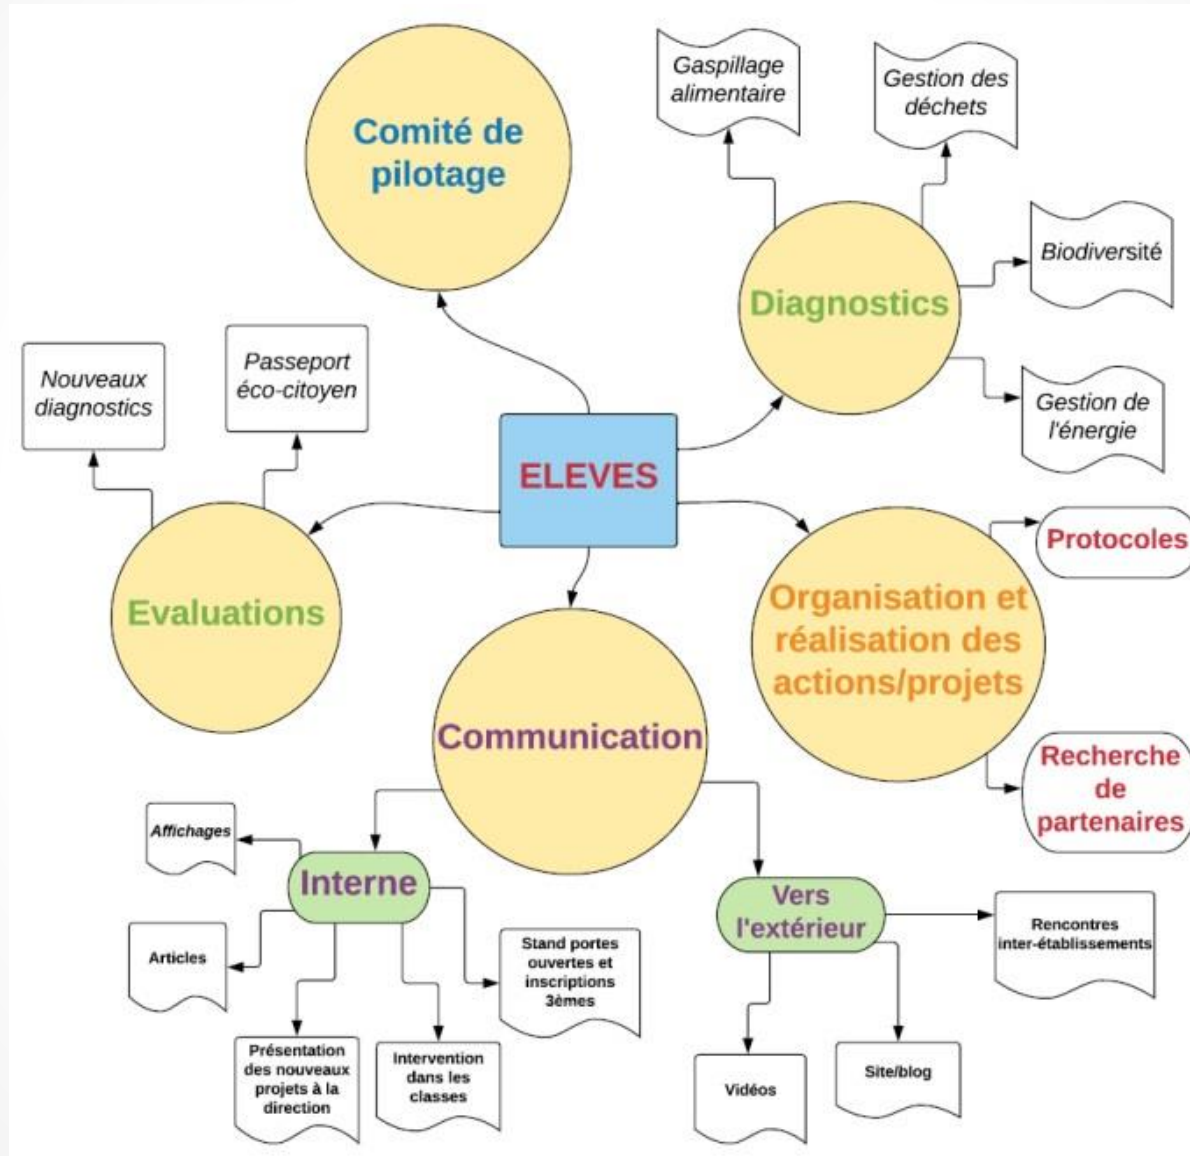 Comité de
pilotage
Gaspillage
alimentaire
Gestion des
déchets
Biodiversité
Diagnostics
Gestion de
l'énergie
Nouveaux
diagnostics
Passeport
éco-citoyen
ELEVES
Evaluations
Protocoles
Organisation et
réalisation des
actions/projets
Recherche
de
partenaires
Communication
Affichages
Interne
Articles
Présentation
des nouveaux
projets à la
direction
Intervention
dans les
classes
Stand portes
ouvertes et
inscriptions
3èmes
Vers
l'extérieur
Rencontres
inter-établissements
Vidéos
Site/blog